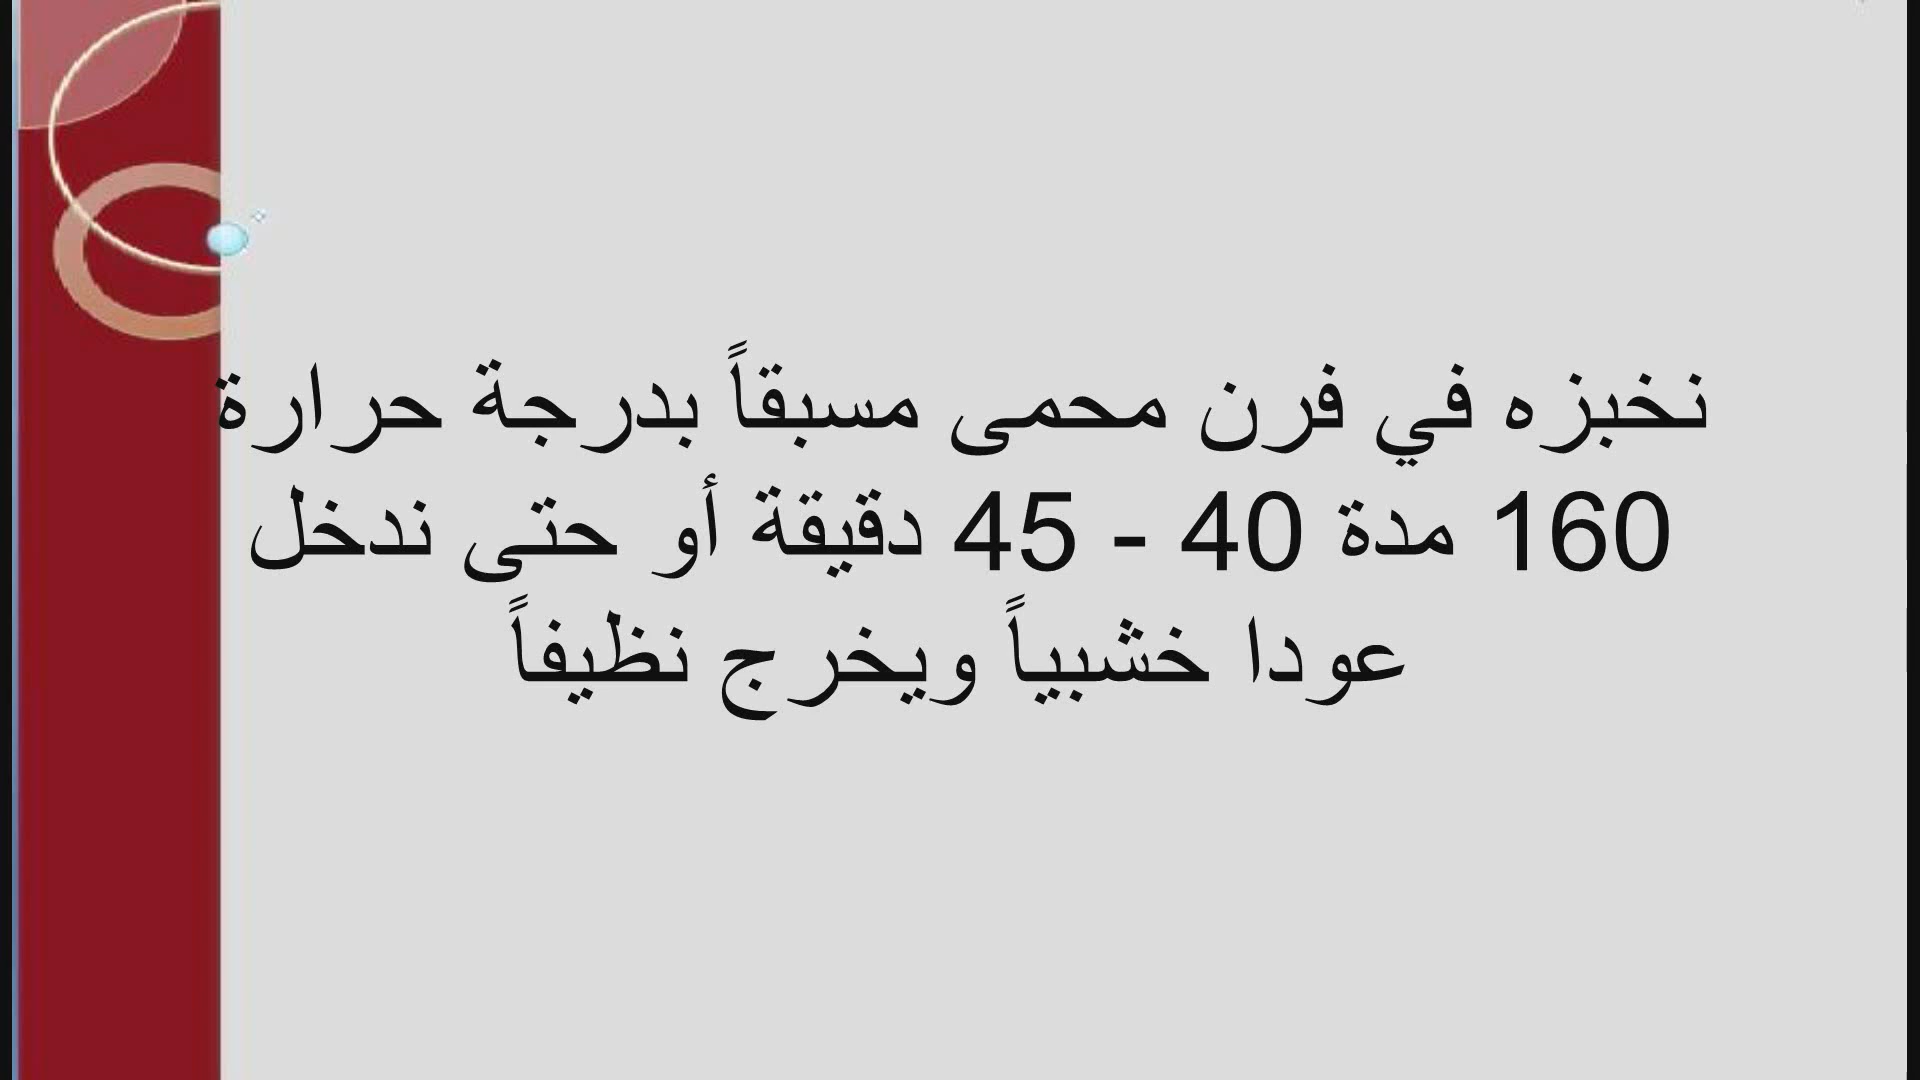 نخبزه في فرن محمى مسبقاً بدرجة حرارة
160 مدة 40 - 45 دقيقة أو حتى ندخل
عودا خشبياً ويخرج نظيفاً